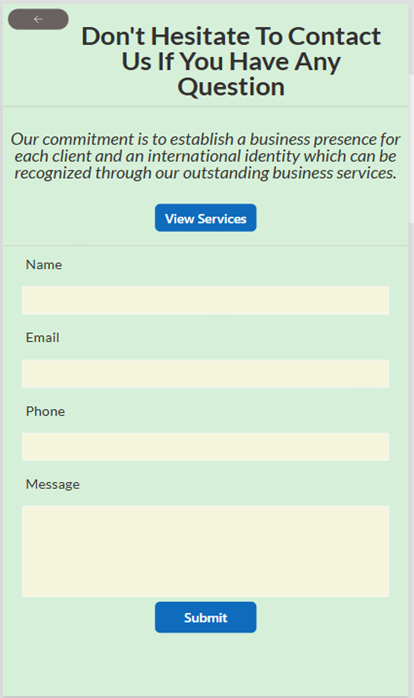 Don't Hesitate To Contact
Us If You Have Any
Question
Our commitment is to establish a business presence for
each client and an international identity which can be
recognized through our outstanding business services.
View Services
Name
Email
Phone
Message
Submit